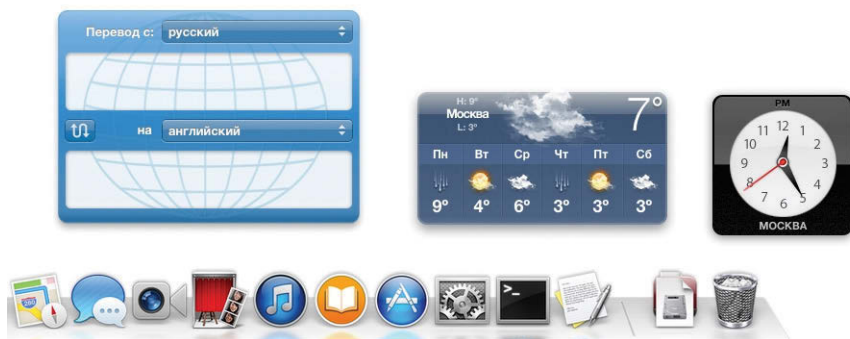 Перевод с: русский
на английский
H: 9°
Москва
L: 3°
7°
Пн Вт Ср Чт Пт Сб
9° 4° 6° 3° 3° 3°
PM
12 1 2 3 4 5 6 7 8 9 10 11
МОСКВА
280
>_